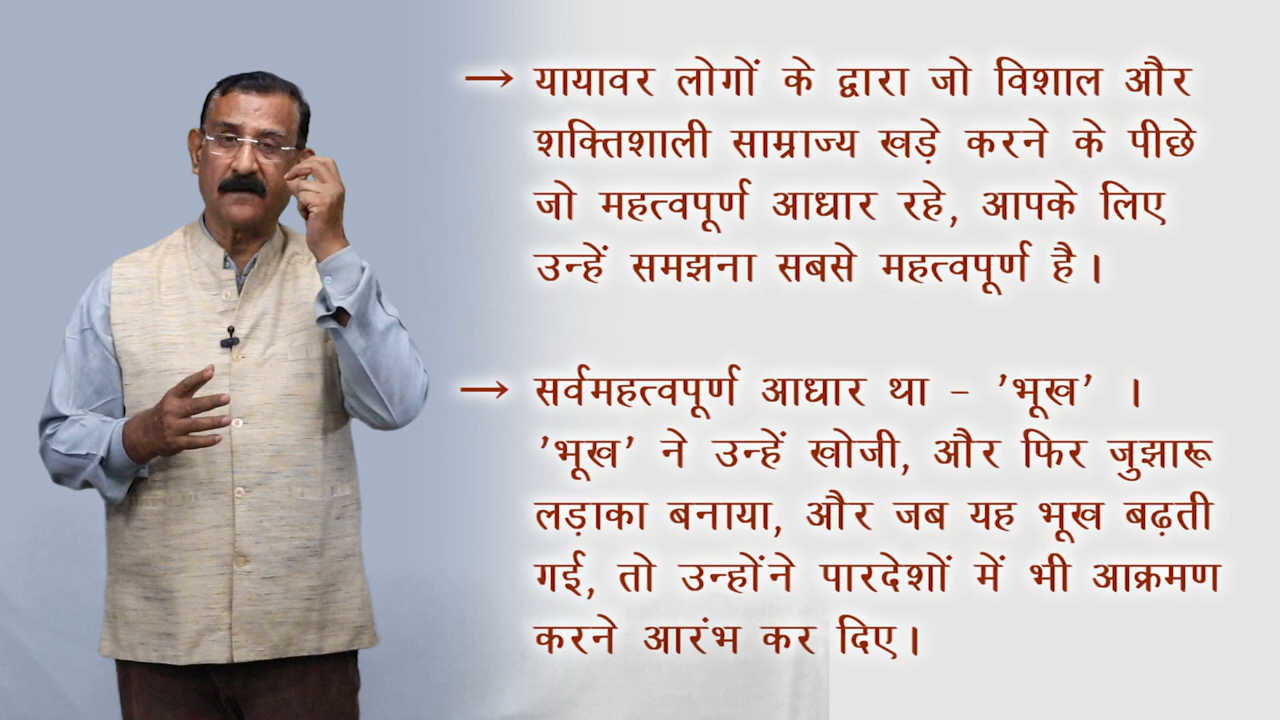 → यायावर लोगों के द्वारा जो विशाल और
शक्तिशाली साम्राज्य खड़े करने के पीछे
जो महत्वपूर्ण आधार रहे, आपके लिए
उन्हें समझना सबसे महत्वपूर्ण है।
→ सर्वमहत्वपूर्ण आधार था – ’भूख’ ।
’भूख’ ने उन्हें खोजी, और फिर जुझारू
लड़ाका बनाया, और जब यह भूख बढ़ती
गई, तो उन्होंने पारदेशों में भी आक्रमण
करने आरंभ कर दिए।